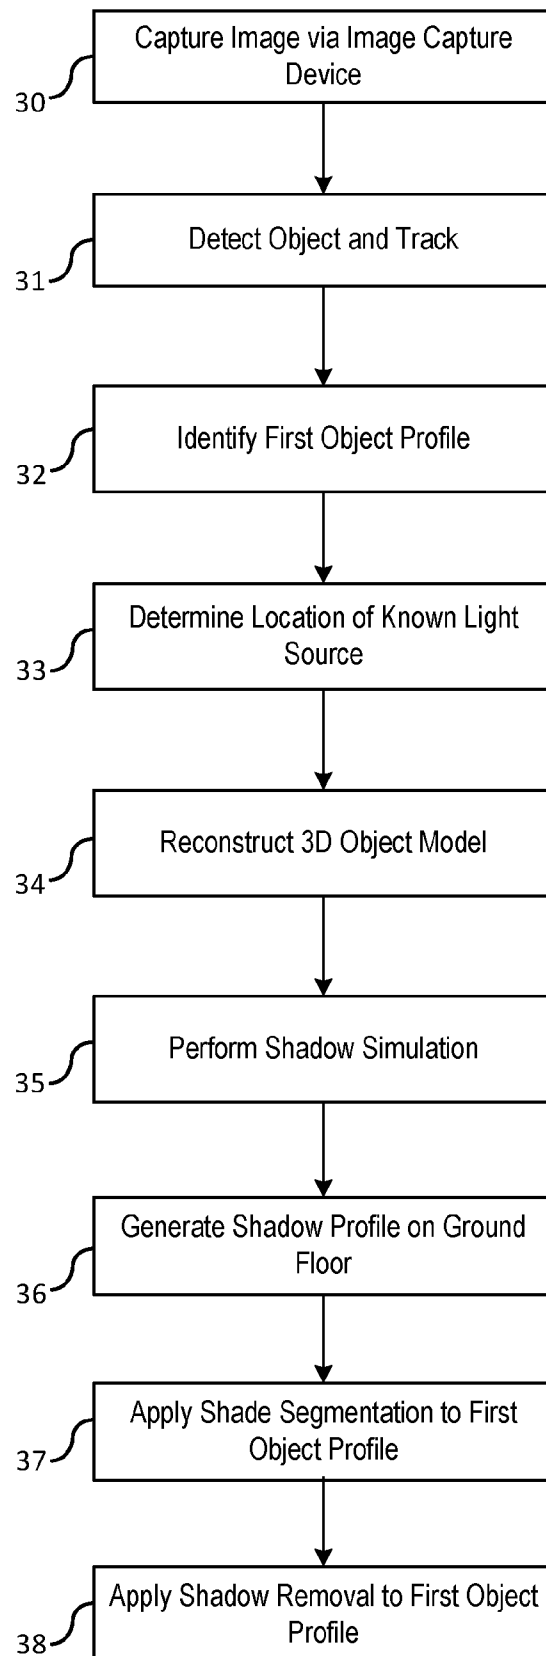 Capture Image via Image Capture
Device
30
Detect Object and Track
31
Identify First Object Profile
32
Determine Location of Known Light
Source
33
Reconstruct 3D Object Model
34
Perform Shadow Simulation
35
Generate Shadow Profile on Ground
Floor
36
Apply Shade Segmentation to First
Object Profile
37
Apply Shadow Removal to First Object
Profile
38